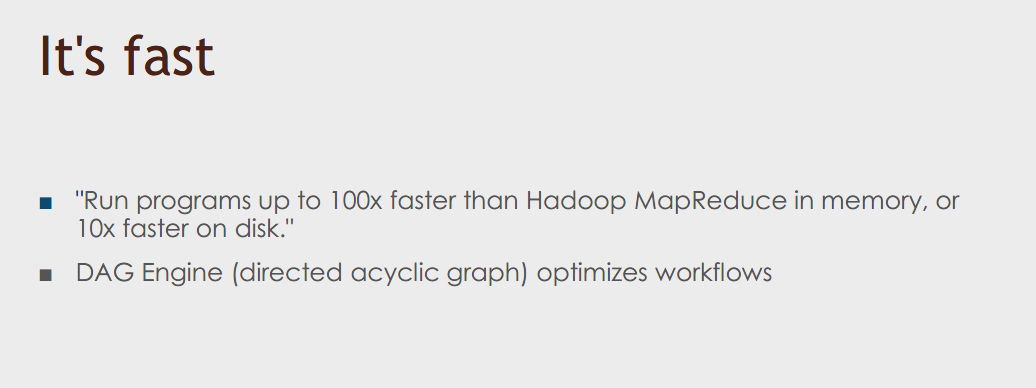 It's fast
"Run programs up to 100x faster than Hadoop MapReduce in memory, or
10x faster on disk."
DAG Engine (directed acyclic graph) optimizes workflows